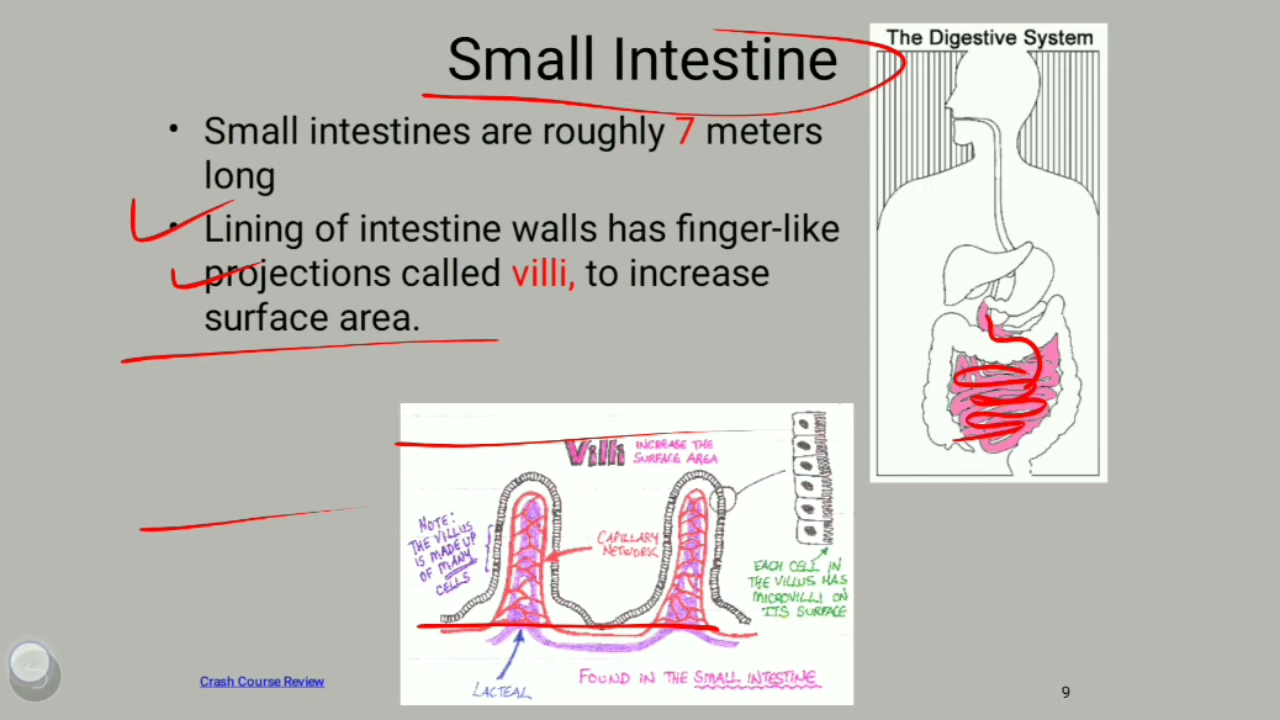 Small Intestine
The Digestive System
• Small intestines are roughly 7 meters
long
• Lining of intestine walls has finger-like
projections called villi, to increase
surface area.
Villi
INCREASE THE
SURFACE AREA
NOTE:
THE VILLUS
IS MADE UP
OF MANY
CELLS
CAPILLARY
NETWORK
EACH CELL IN
THE VILLUS HAS
MICROVILLI ON
ITS SURFACE
LACTEAL
FOUND IN THE SMALL INTESTINE
Crash Course Review
9